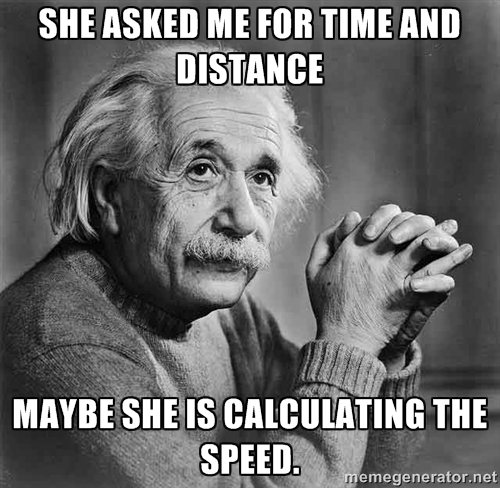 SHE ASKED ME FOR TIME AND
DISTANCE
MAYBE SHE IS CALCULATING THE
SPEED.
memegenerator.net